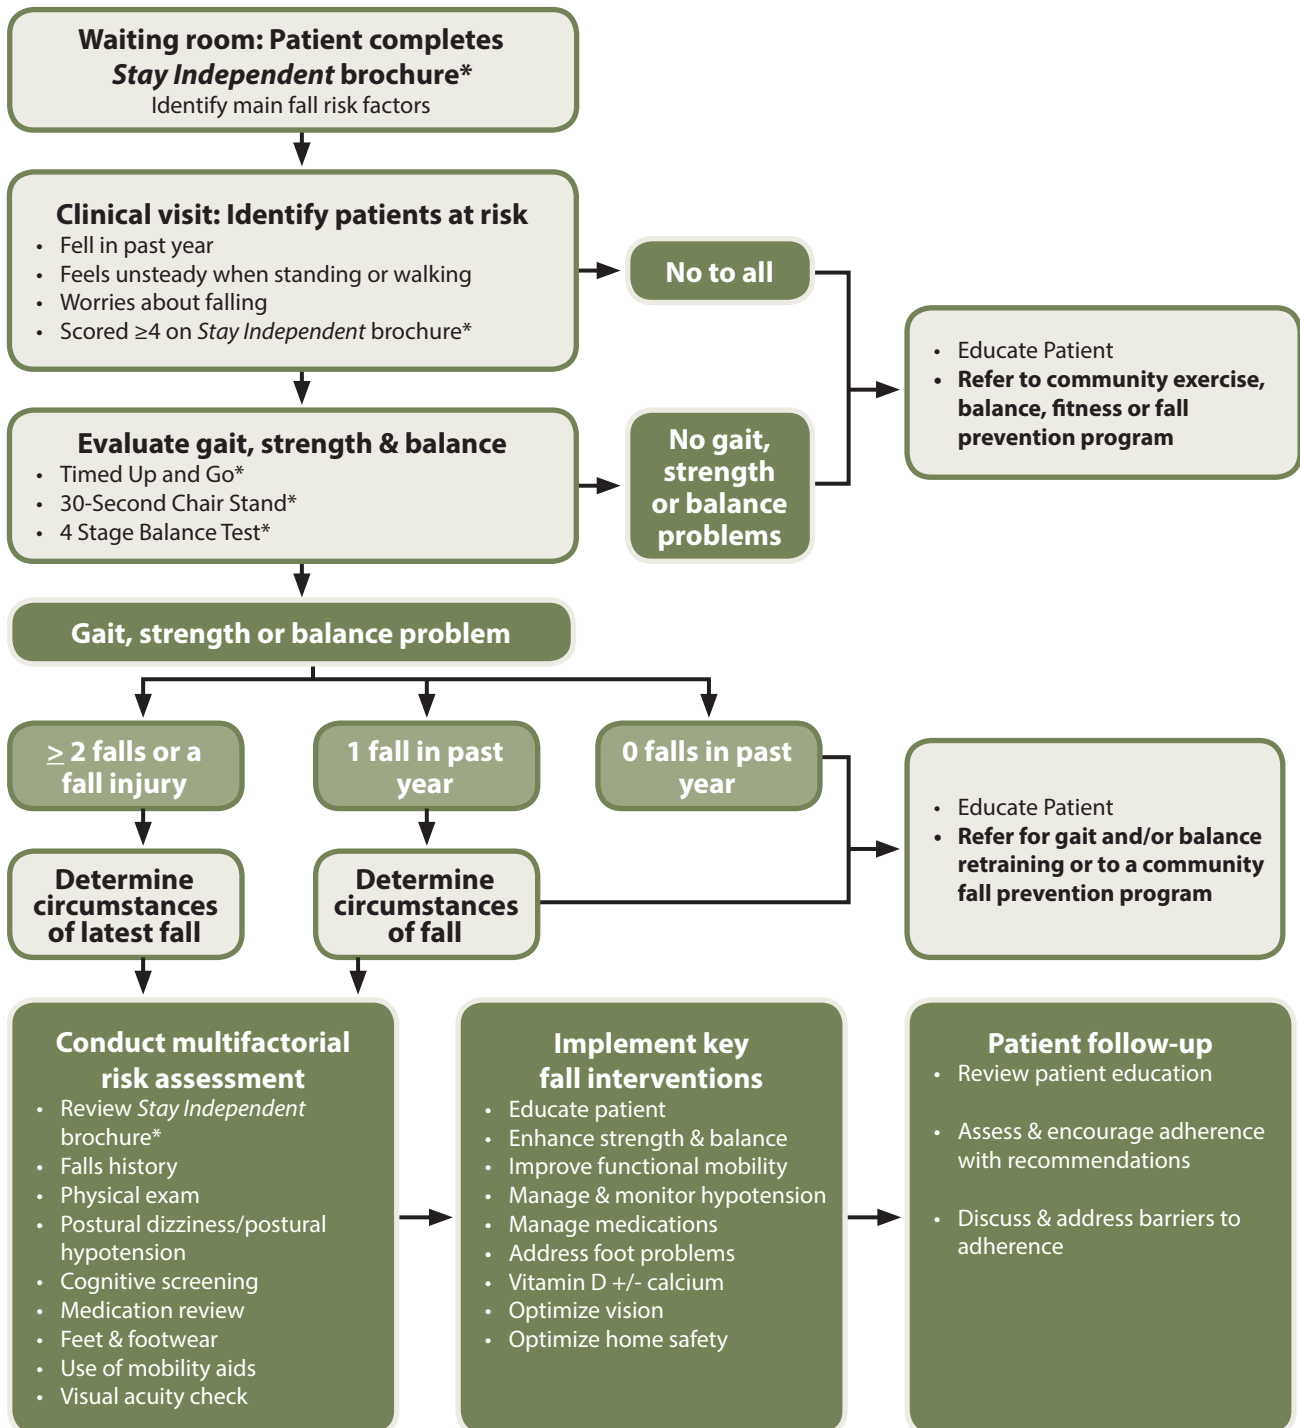 Waiting room: Patient completes
Stay Independent brochure*
Identify main fall risk factors
Clinical visit: Identify patients at risk
• Fell in past year
• Feels unsteady when standing or walking
• Worries about falling
• Scored ≥4 on Stay Independent brochure*
No to all
• Educate Patient
• Refer to community exercise,
balance, fitness or fall
prevention program
Evaluate gait, strength & balance
• Timed Up and Go*
• 30-Second Chair Stand*
• 4 Stage Balance Test*
No gait,
strength
or balance
problems
Gait, strength or balance problem
≥ 2 falls or a
fall injury
1 fall in past
year
0 falls in past
year
• Educate Patient
• Refer for gait and/or balance
retraining or to a community
fall prevention program
Determine
circumstances
of latest fall
Determine
circumstances
of fall
Conduct multifactorial
risk assessment
• Review Stay Independent
brochure*
• Falls history
• Physical exam
• Postural dizziness/postural
hypotension
• Cognitive screening
• Medication review
• Feet & footwear
• Use of mobility aids
• Visual acuity check
Implement key
fall interventions
• Educate patient
• Enhance strength & balance
• Improve functional mobility
• Manage & monitor hypotension
• Manage medications
• Address foot problems
• Vitamin D +/- calcium
• Optimize vision
• Optimize home safety
Patient follow-up
• Review patient education
• Assess & encourage adherence
with recommendations
• Discuss & address barriers to
adherence